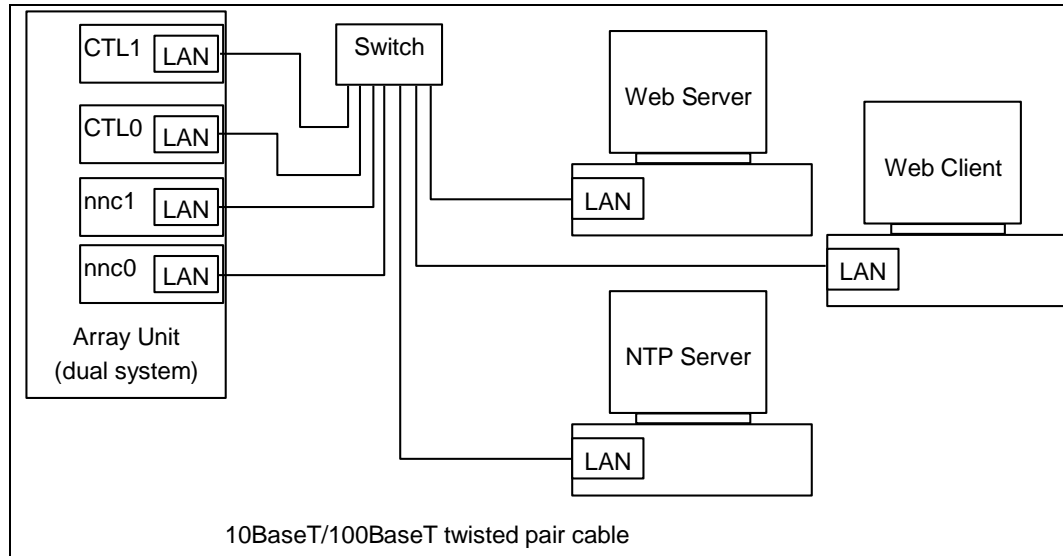 CTL1 LAN
CTL0 LAN
nnc1 LAN
nnc0 LAN
Array Unit
(dual system)
Switch
Web Server
LAN
Web Client
LAN
NTP Server
LAN
10BaseT/100BaseT twisted pair cable